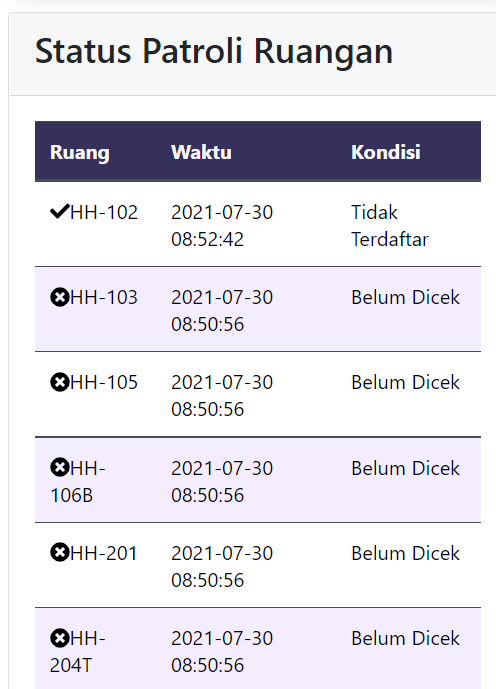 Status Patroli Ruangan
Ruang Waktu Kondisi
HH-102 2021-07-30 Tidak
08:52:42 Terdaftar
HH-103 2021-07-30 Belum Dicek
08:50:56
HH-105 2021-07-30 Belum Dicek
08:50:56
HH- 2021-07-30 Belum Dicek
106B 08:50:56
HH-201 2021-07-30 Belum Dicek
08:50:56
HH- 2021-07-30 Belum Dicek
204T 08:50:56